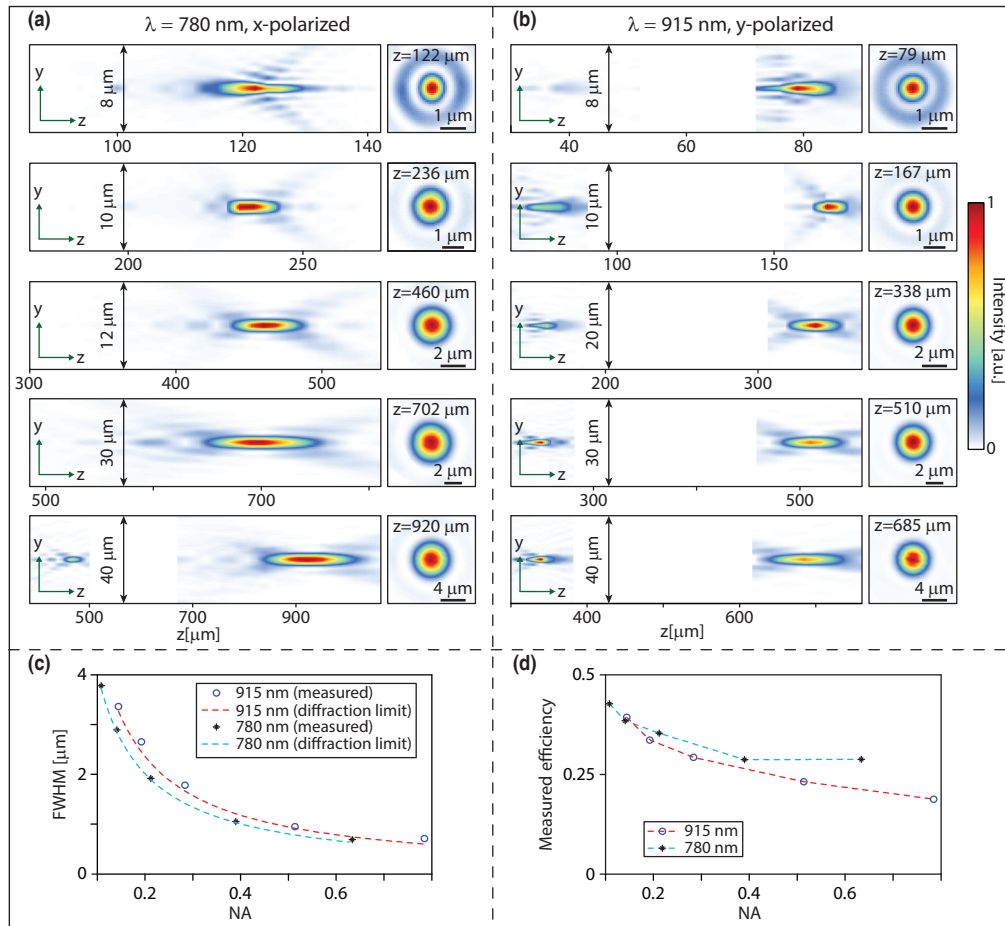 (a) λ = 780 nm, x-polarized
y
z
8 μm
z=122 μm
1 μm
100 120 140
y
z
10 μm
z=236 μm
1 μm
200 250
y
z
12 μm
z=460 μm
2 μm
300 400 500
y
z
30 μm
z=702 μm
2 μm
500 700
y
z
40 μm
z=920 μm
4 μm
500 700 900
z[μm]
(b) λ = 915 nm, y-polarized
y
z
8 μm
z=79 μm
1 μm
40 60 80
y
z
10 μm
z=167 μm
1 μm
100 150
y
z
20 μm
z=338 μm
2 μm
200 300
y
z
30 μm
z=510 μm
2 μm
300 500
y
z
40 μm
z=685 μm
4 μm
400 600
z[μm]
1
Intensity [a.u.]
0
(c)
4
2
0
FWHM [μm]
915 nm (measured)
915 nm (diffraction limit)
780 nm (measured)
780 nm (diffraction limit)
0.2 0.4 0.6
NA
(d)
0.5
0.25
0
Measured efficiency
915 nm
780 nm
0.2 0.4 0.6
NA